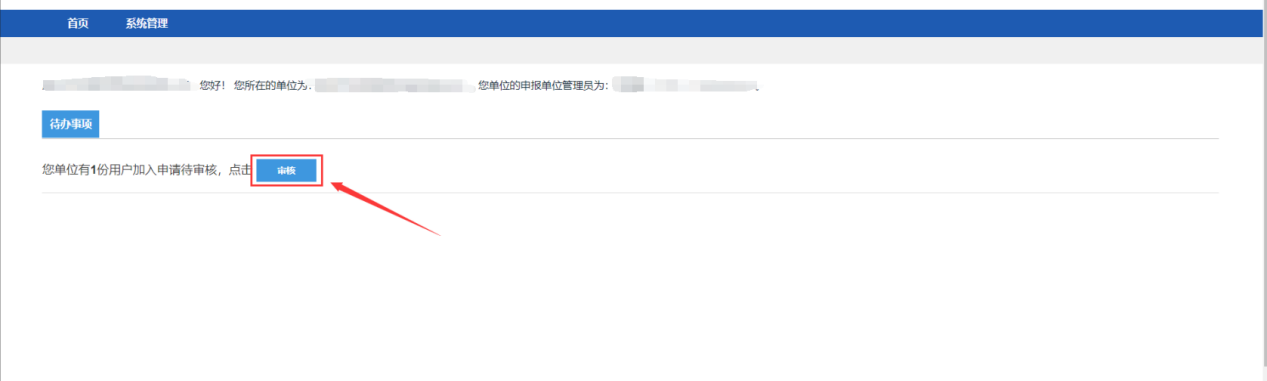 首页 系统管理
您好！ 您所在的单位为 您单位的申报单位管理员为：
待办事项
您单位有1份用户加入申请待审核，点击 审核